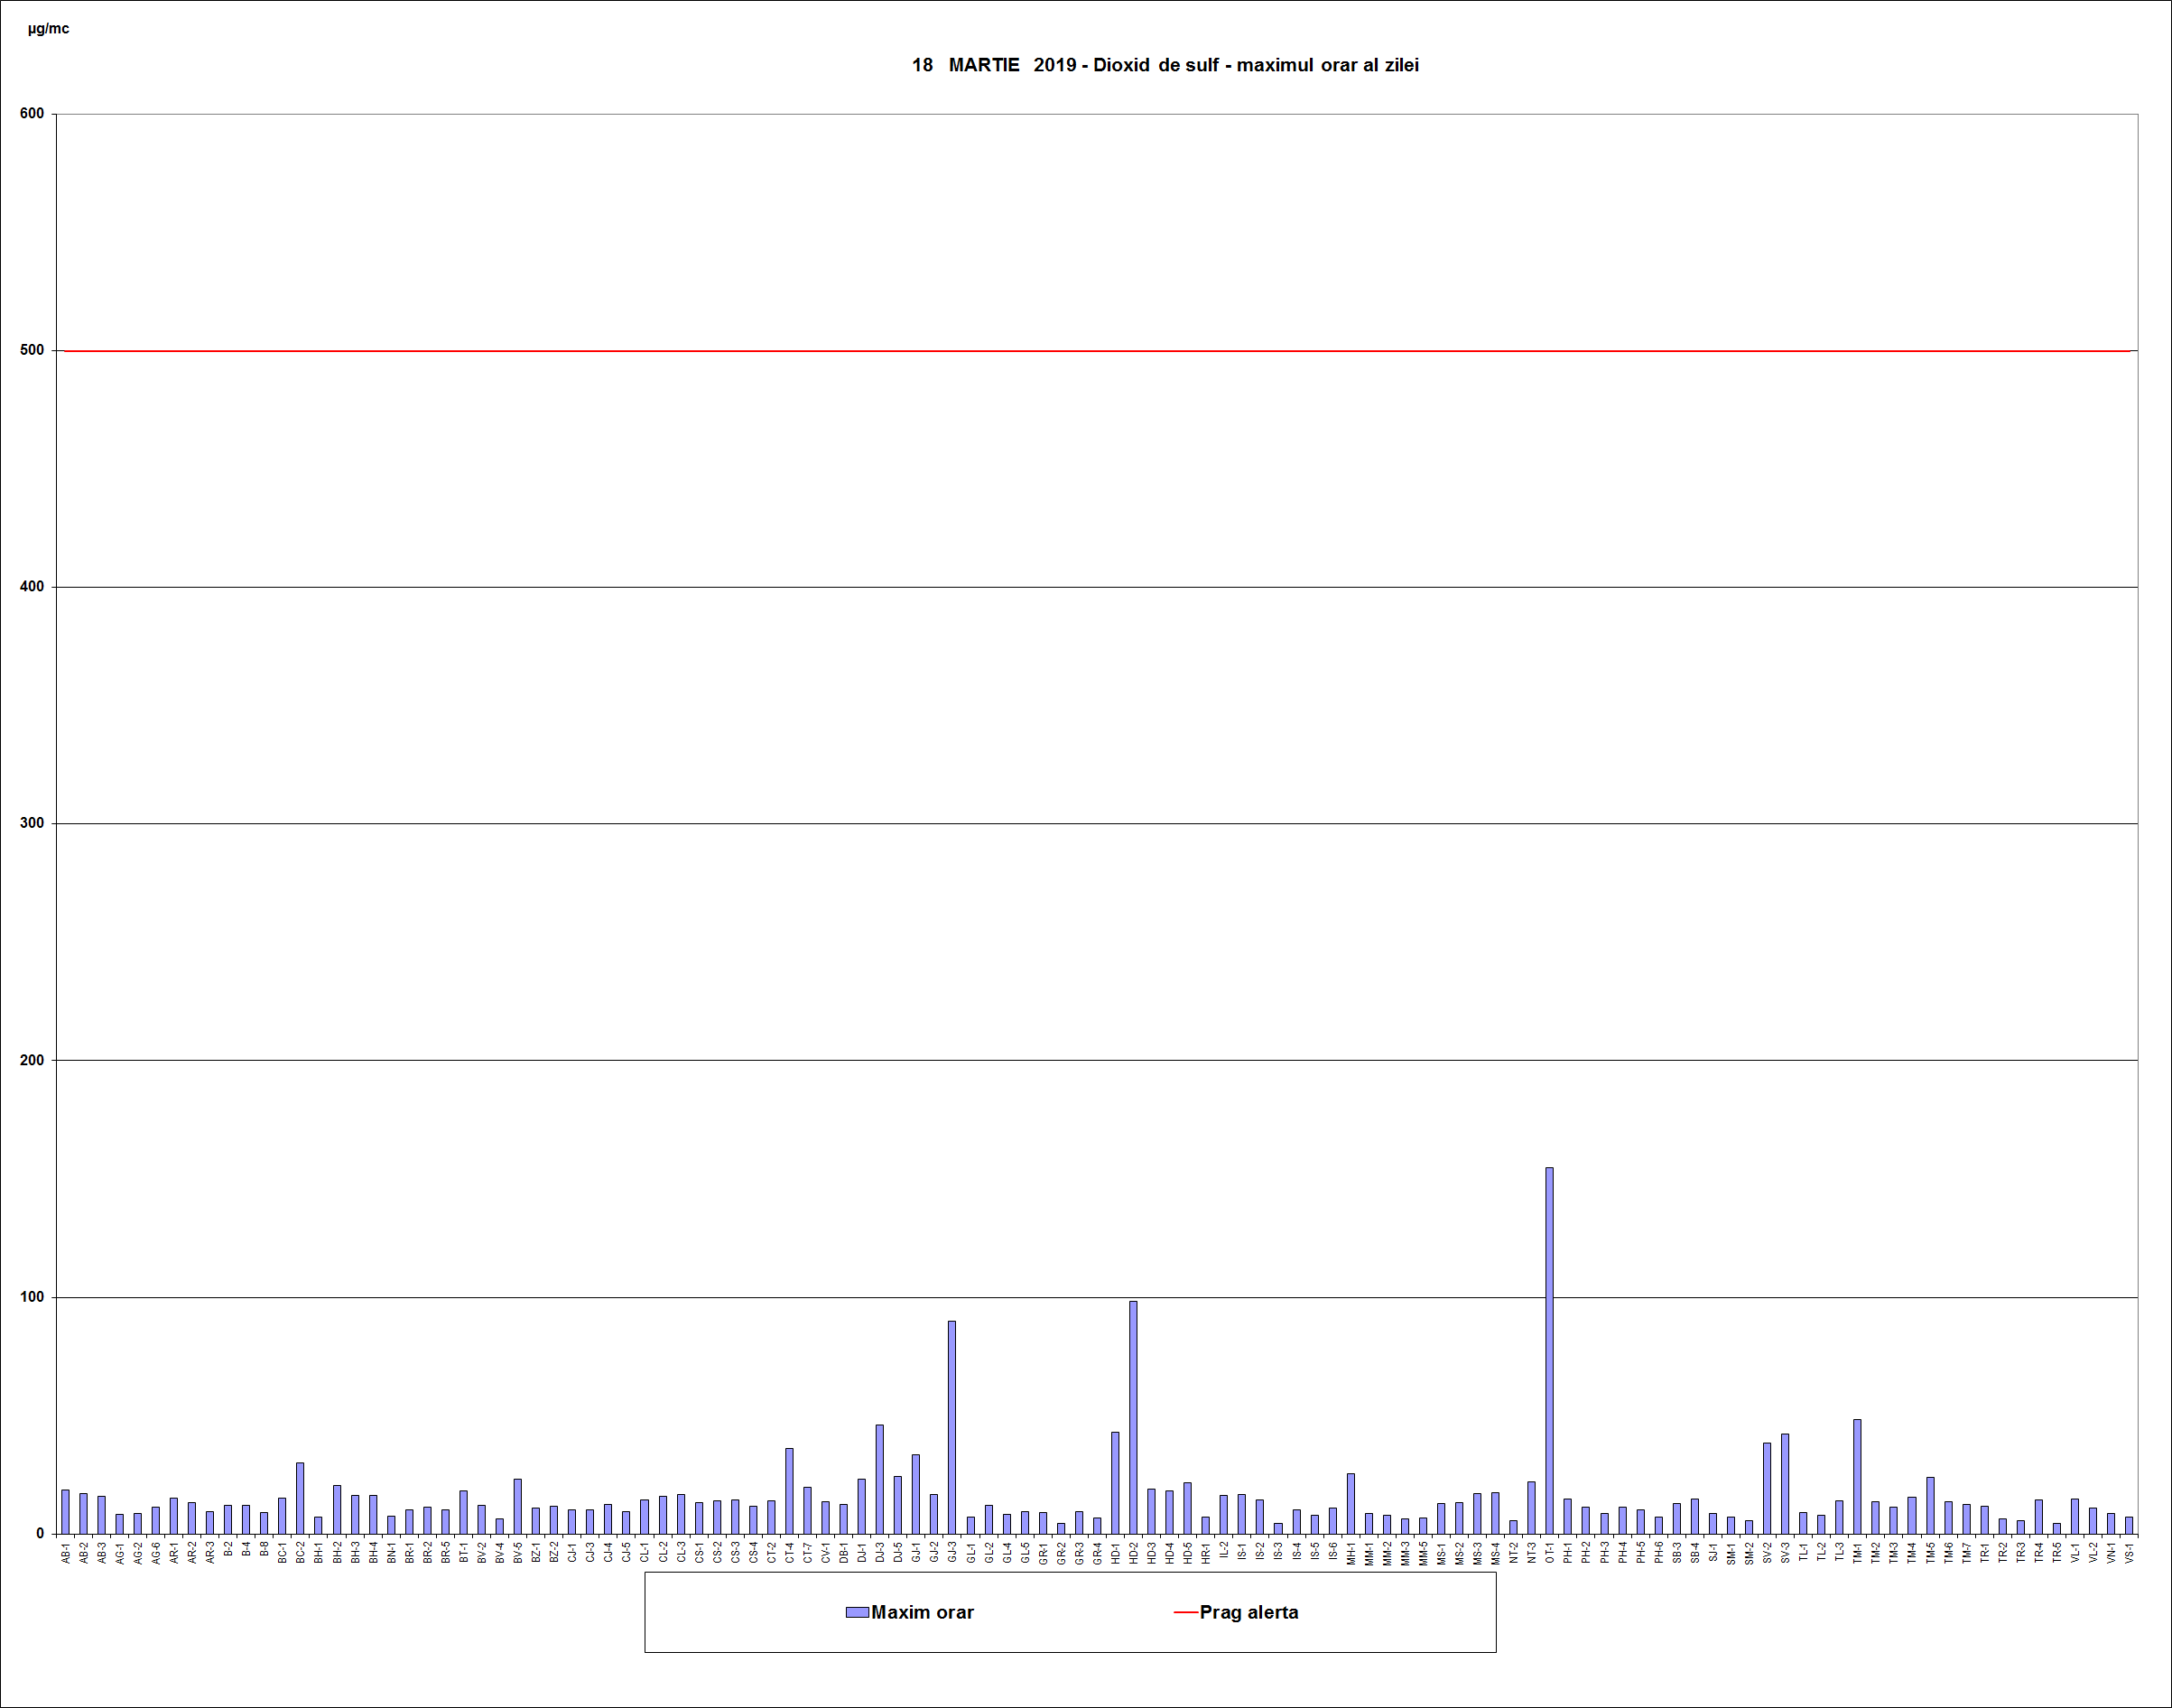 µg/mc
18 MARTIE 2019 - Dioxid de sulf - maximul orar al zilei
600
500
400
300
200
100
0
AB-1 AB-2 AB-3 AG-1 AG-2 AG-6 AR-1 AR-2 AR-3 B-2 B-4 B-8 BC-1 BC-2 BH-1 BH-2 BH-3 BH-4 BN-1 BR-1 BR-2 BR-5 BT-1 BV-2 BV-4 BV-5 BZ-1 BZ-2 CJ-1 CJ-3 CJ-4 CJ-5 CL-1 CL-2 CL-3 CS-1 CS-2 CS-3 CS-4 CT-2 CT-4 CT-7 CV-1 DB-1 DJ-1 DJ-3 DJ-5 GJ-1 GJ-2 GJ-3 GL-1 GL-2 GL-4 GL-5 GR-1 GR-2 GR-3 GR-4 HD-1 HD-2 HD-3 HD-4 HD-5 HR-1 IL-2 IS-1 IS-2 IS-3 IS-4 IS-5 IS-6 MH-1 MM-1 MM-2 MM-3 MM-5 MS-1 MS-2 MS-3 MS-4 NT-2 NT-3 OT-1 PH-1 PH-2 PH-3 PH-4 PH-5 PH-6 SB-3 SB-4 SJ-1 SM-1 SM-2 SV-2 SV-3 TL-1 TL-2 TL-3 TM-1 TM-2 TM-3 TM-4 TM-5 TM-6 TM-7 TR-1 TR-2 TR-3 TR-4 TR-5 VL-1 VL-2 VN-1 VS-1
Maxim orar Prag alerta